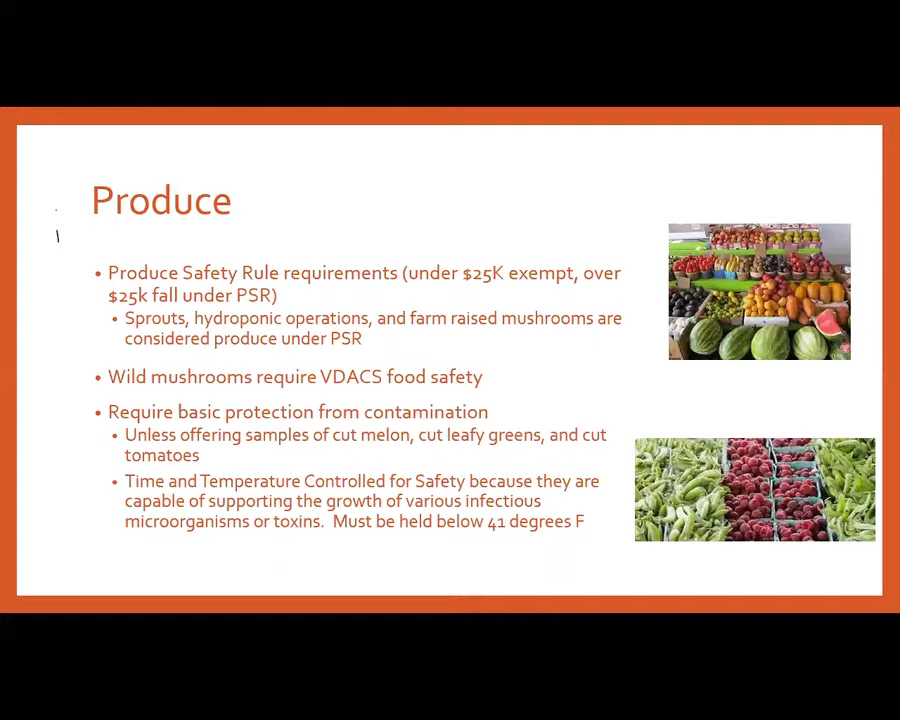 Produce
• Produce Safety Rule requirements (under $25K exempt, over
$25k fall under PSR)
• Sprouts, hydroponic operations, and farm raised mushrooms are
considered produce under PSR
• Wild mushrooms require VDACS food safety
• Require basic protection from contamination
• Unless offering samples of cut melon, cut leafy greens, and cut
tomatoes
• Time and Temperature Controlled for Safety because they are
capable of supporting the growth of various infectious
microorganisms or toxins. Must be held below 41 degrees F